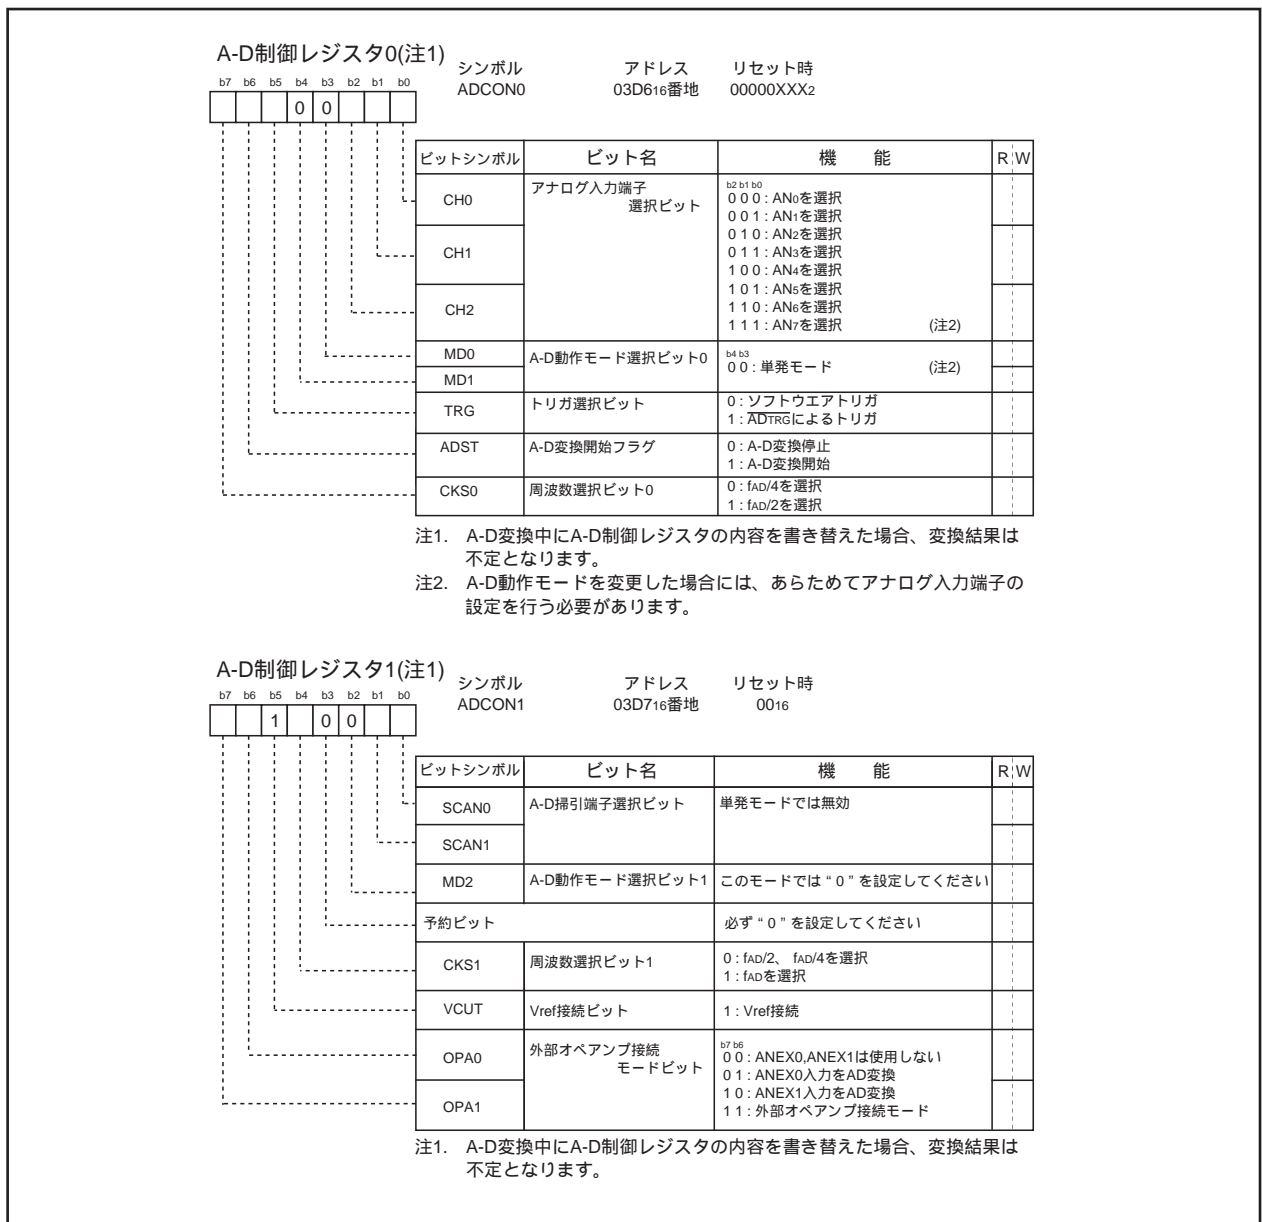 A-D制御レジスタ0(注1)
シンボル アドレス リセット時
ADCON0 03D616番地 00000XXX2
b7 b6 b5 b4 b3 b2 b1 b0
0 0
ビットシンボル ビット名 機 能 R W
CH0 アナログ入力端子
選択ビット
CH1
CH2
b2 b1 b0
0 0 0 : AN0を選択
0 0 1 : AN1を選択
0 1 0 : AN2を選択
0 1 1 : AN3を選択
1 0 0 : AN4を選択
1 0 1 : AN5を選択
1 1 0 : AN6を選択
1 1 1 : AN7を選択 (注2)
MD0 A-D動作モード選択ビット0
MD1
b4 b3
0 0 : 単発モード (注2)
TRG トリガ選択ビット 0 : ソフトウエアトリガ
1 : ADTRGによるトリガ
ADST A-D変換開始フラグ 0 : A-D変換停止
1 : A-D変換開始
CKS0 周波数選択ビット0 0 : fAD/4を選択
1 : fAD/2を選択
注1. A-D変換中にA-D制御レジスタの内容を書き替えた場合、変換結果は
不定となります。
注2. A-D動作モードを変更した場合には、あらためてアナログ入力端子の
設定を行う必要があります。
A-D制御レジスタ1(注1)
シンボル アドレス リセット時
ADCON1 03D716番地 0016
b7 b6 b5 b4 b3 b2 b1 b0
1 0 0
ビットシンボル ビット名 機 能 R W
SCAN0 A-D掃引端子選択ビット 単発モードでは無効
SCAN1
MD2 A-D動作モード選択ビット1 このモードでは “ 0 ” を設定してください
予約ビット 必ず “ 0 ” を設定してください
CKS1 周波数選択ビット1 0 : fAD/2、 fAD/4を選択
1 : fADを選択
VCUT Vref接続ビット 1 : Vref接続
OPA0 外部オペアンプ接続
モードビット
OPA1
b7 b6
0 0 : ANEX0,ANEX1は使用しない
0 1 : ANEX0入力をAD変換
1 0 : ANEX1入力をAD変換
1 1 : 外部オペアンプ接続モード
注1. A-D変換中にA-D制御レジスタの内容を書き替えた場合、変換結果は
不定となります。